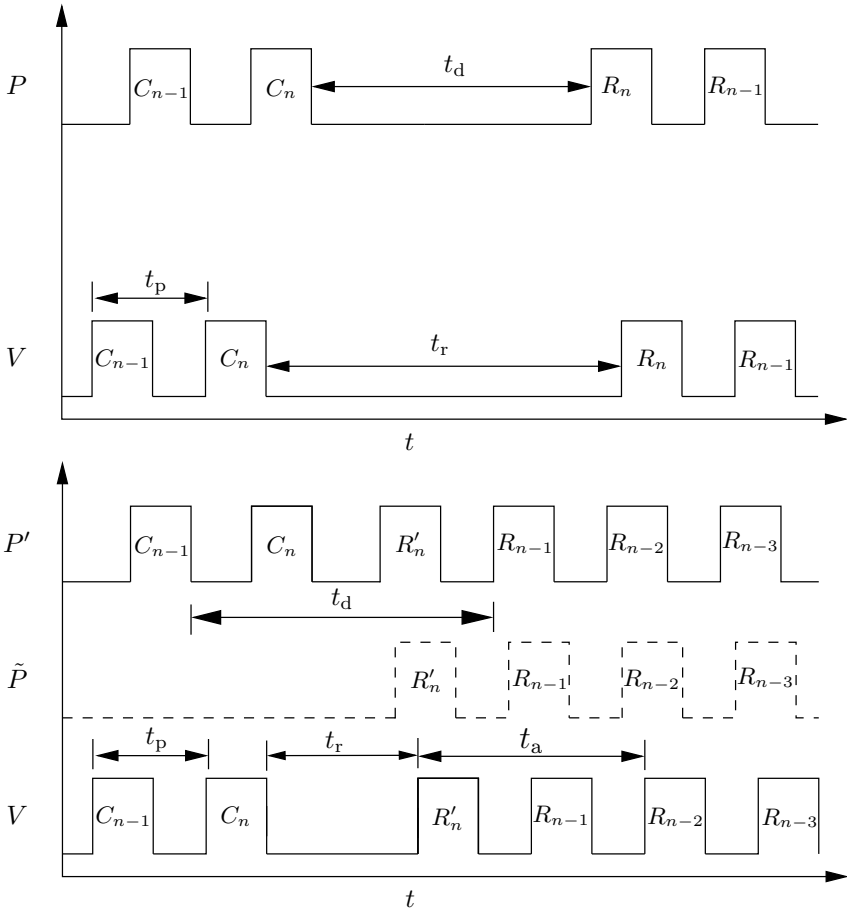 P C_{n−1} C_n t_d R_n R_{n−1}
t_p
V C_{n−1} C_n t_r R_n R_{n−1}
t
P′ C_{n−1} C_n R′_n R_{n−1} R_{n−2} R_{n−3}
t_d
P̃ R′_n R_{n−1} R_{n−2} R_{n−3}
t_p t_r t_a
V C_{n−1} C_n R′_n R_{n−1} R_{n−2} R_{n−3}
t